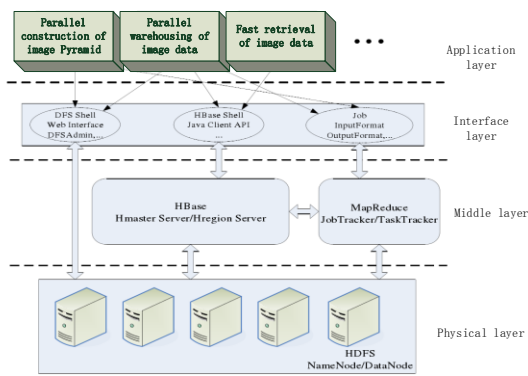 Parallel
construction of
image Pyramid
Parallel
warehousing of
image data
Fast retrieval
of image data
...
Application
layer
DFS Shell
Web Interface
DFSAdmin,...
HBase Shell
Java Client API
...
Job
InputFormat
OutputFormat,...
Interface
layer
HBase
Hmaster Server/Hregion Server
MapReduce
JobTracker/TaskTracker
Middle layer
HDFS
NameNode/DataNode
Physical layer